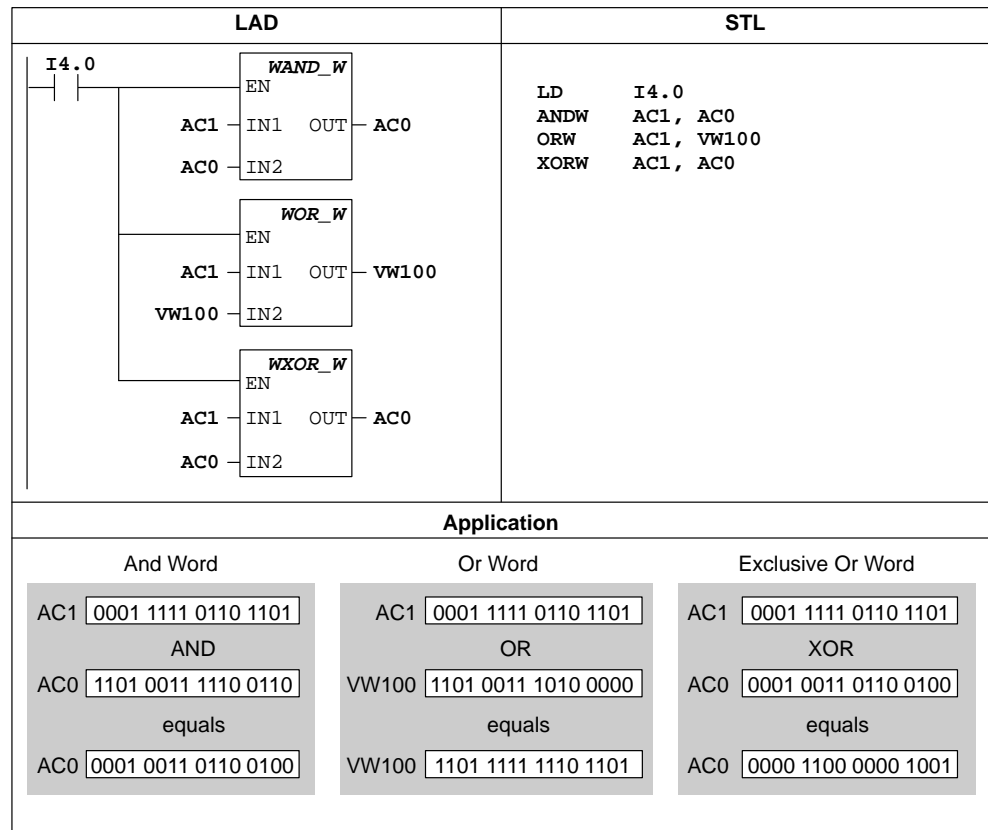 LAD
STL
I4.0
WAND_W
EN
AC1 IN1 OUT AC0
AC0 IN2
WOR_W
EN
AC1 IN1 OUT VW100
VW100 IN2
WXOR_W
EN
AC1 IN1 OUT AC0
AC0 IN2
LD I4.0
ANDW AC1, AC0
ORW AC1, VW100
XORW AC1, AC0
Application
And Word
AC1 0001 1111 0110 1101
AND
AC0 1101 0011 1110 0110
equals
AC0 0001 0011 0110 0100
Or Word
AC1 0001 1111 0110 1101
OR
VW100 1101 0011 1010 0000
equals
VW100 1101 1111 1110 1101
Exclusive Or Word
AC1 0001 1111 0110 1101
XOR
AC0 0001 0011 0110 0100
equals
AC0 0000 1100 0000 1001